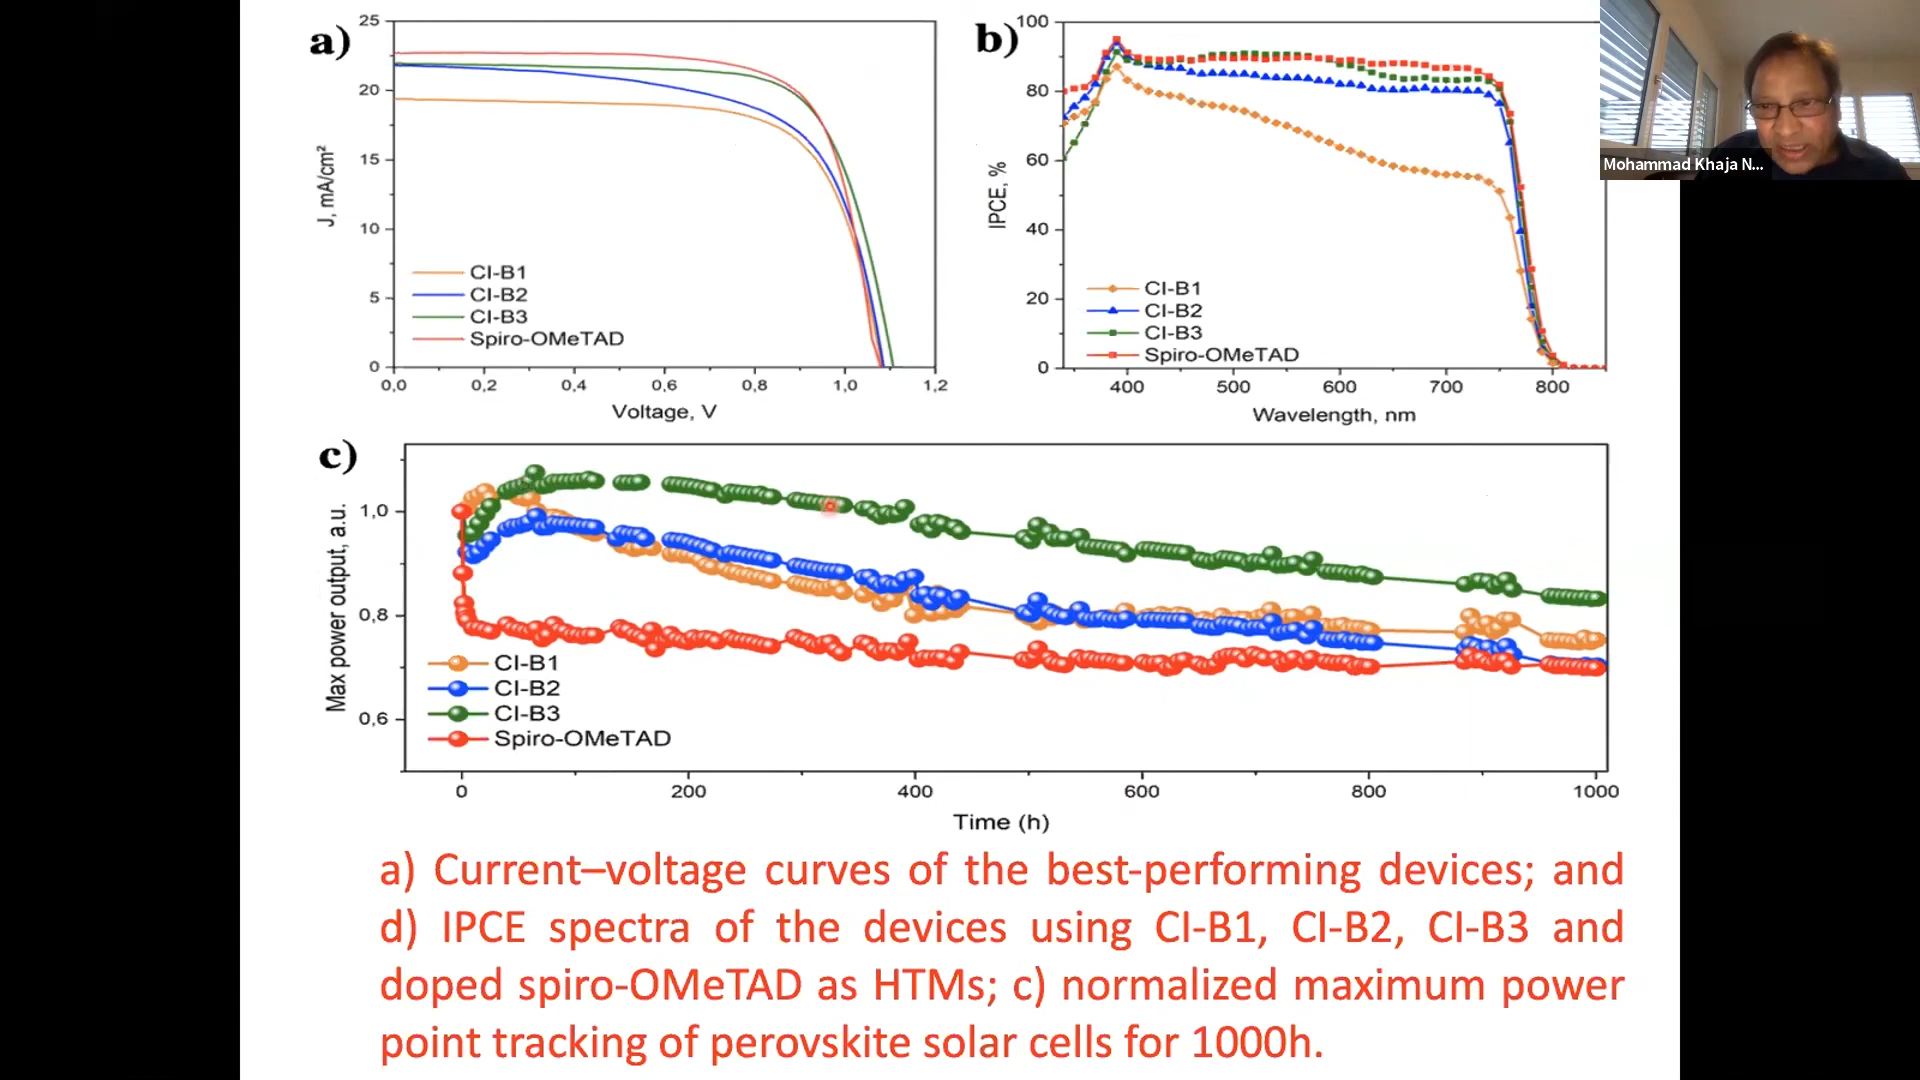 a)
25
20
15
10
5
0
J, mA/cm²
CI-B1
CI-B2
CI-B3
Spiro-OMeTAD
0,0 0,2 0,4 0,6 0,8 1,0 1,2
Voltage, V
b)
100
80
60
40
20
0
IPCE, %
CI-B1
CI-B2
CI-B3
Spiro-OMeTAD
400 500 600 700 800
Wavelength, nm
Mohammad Khaja N...
c)
1,0
0,8
0,6
Max power output, a.u.
CI-B1
CI-B2
CI-B3
Spiro-OMeTAD
0 200 400 600 800 1000
Time (h)
a) Current–voltage curves of the best-performing devices; and
d) IPCE spectra of the devices using CI-B1, CI-B2, CI-B3 and
doped spiro-OMeTAD as HTMs; c) normalized maximum power
point tracking of perovskite solar cells for 1000h.